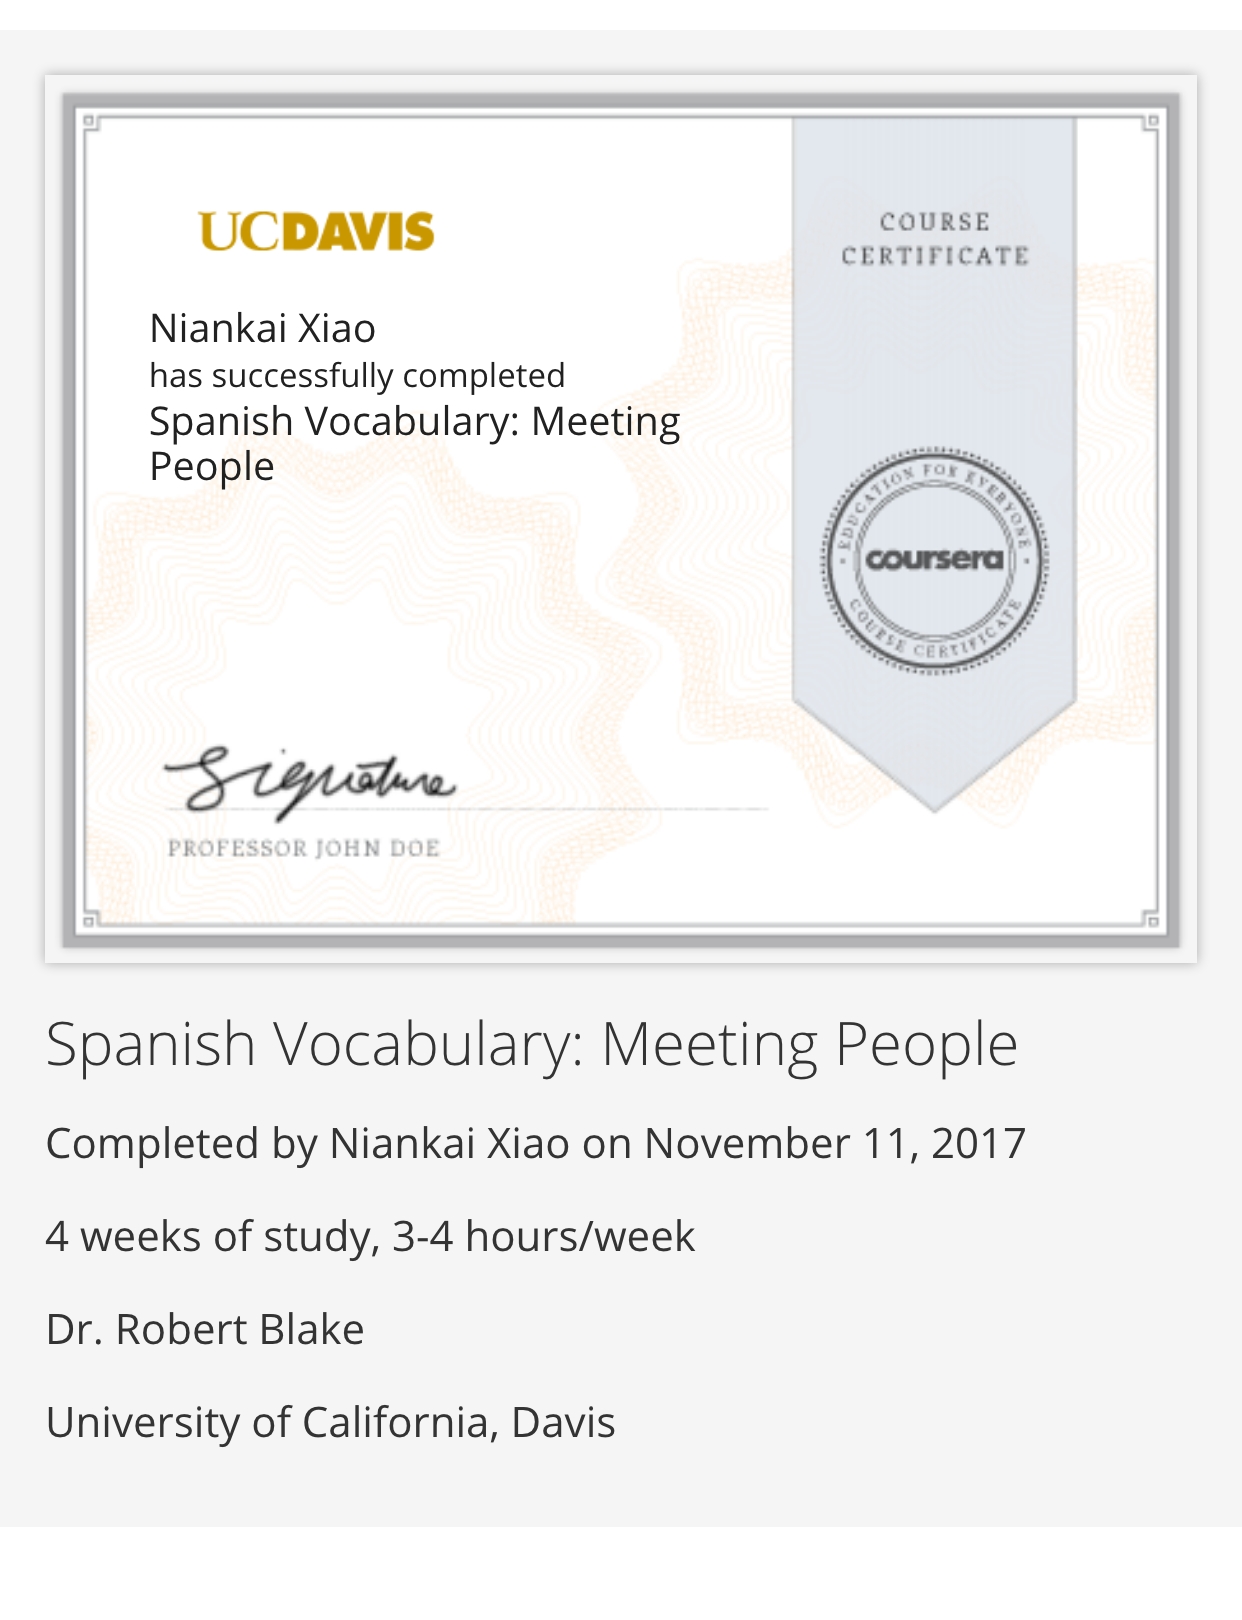 UCDAVIS
COURSE
CERTIFICATE
Niankai Xiao
has successfully completed
Spanish Vocabulary: Meeting
People
EDUCATION FOR EVERYONE
coursera
COURSE CERTIFICATE
Signature
PROFESSOR JOHN DOE
Spanish Vocabulary: Meeting People
Completed by Niankai Xiao on November 11, 2017
4 weeks of study, 3-4 hours/week
Dr. Robert Blake
University of California, Davis